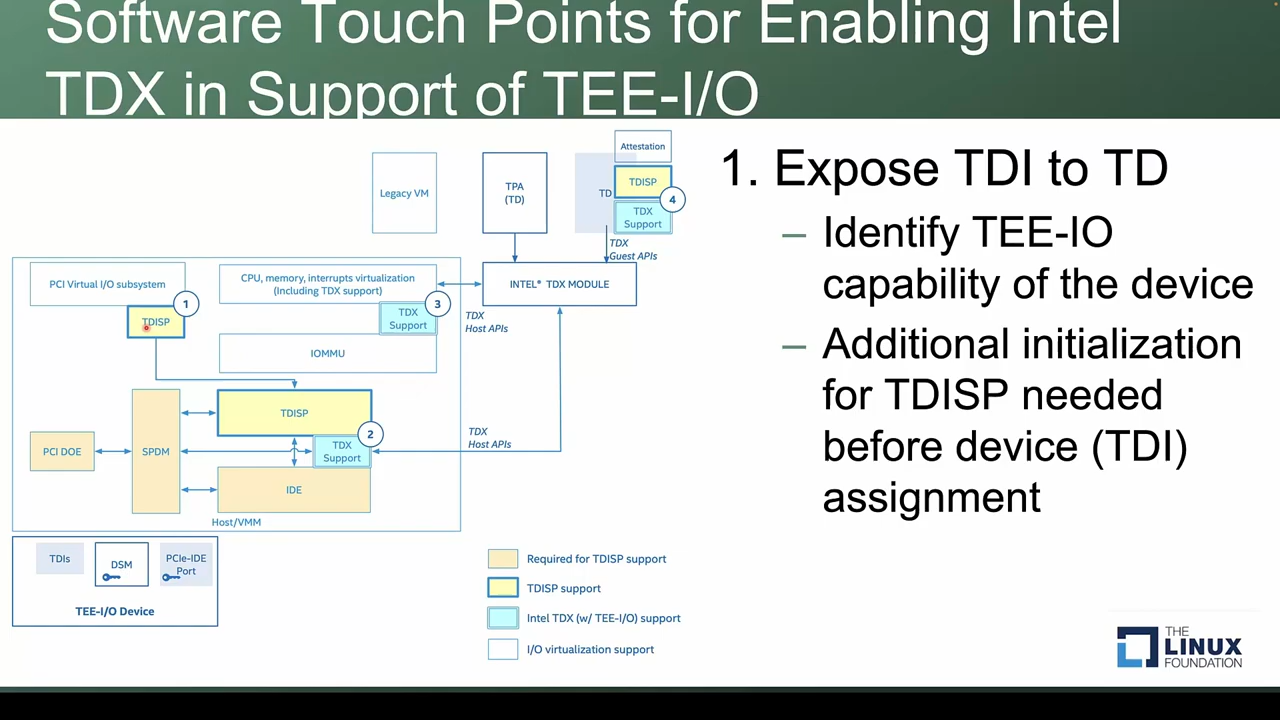 Software Touch Points for Enabling Intel
TDX in Support of TEE-I/O
Attestation
Legacy VM
TPA
(TD)
TD
TDISP
4
TDX
Support
TDX
Guest APIs
PCI Virtual I/O subsystem
1
TDISP
CPU, memory, interrupts virtualization
(Including TDX support)
3
TDX
Support
INTEL® TDX MODULE
TDX
Host APIs
IOMMU
TDISP
2
TDX
Support
TDX
Host APIs
PCI DOE
SPDM
IDE
Host/VMM
TDIs
DSM
PCIe-IDE
Port
TEE-I/O Device
Required for TDISP support
TDISP support
Intel TDX (w/ TEE-I/O) support
I/O virtualization support
1. Expose TDI to TD
– Identify TEE-IO
capability of the device
– Additional initialization
for TDISP needed
before device (TDI)
assignment
THE
LINUX
FOUNDATION